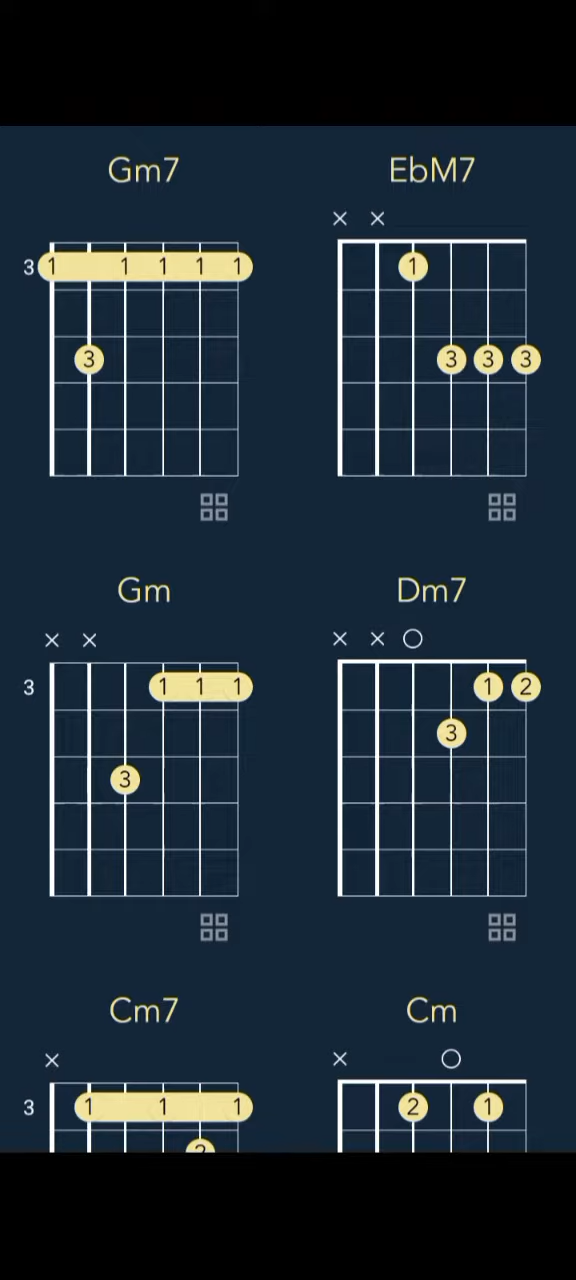 Gm7 EbM7
× ×
3 1 1 1 1 1 1
3 3 3 3
Gm Dm7
× × × × ○
3 1 1 1 1 2
3
3
Cm7 Cm
× × ○
3 1 1 1 2 1